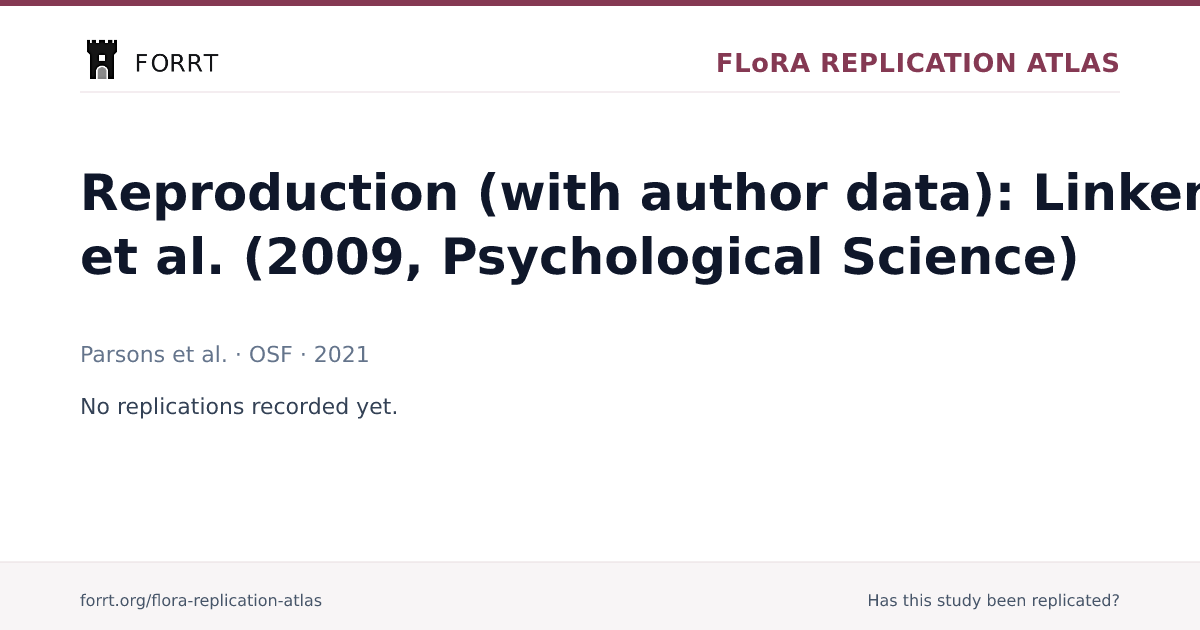 FORRT
FLoRA REPLICATION ATLAS
Reproduction (with author data): Linker
et al. (2009, Psychological Science)
Parsons et al. · OSF · 2021
No replications recorded yet.
forrt.org/flora-replication-atlas
Has this study been replicated?